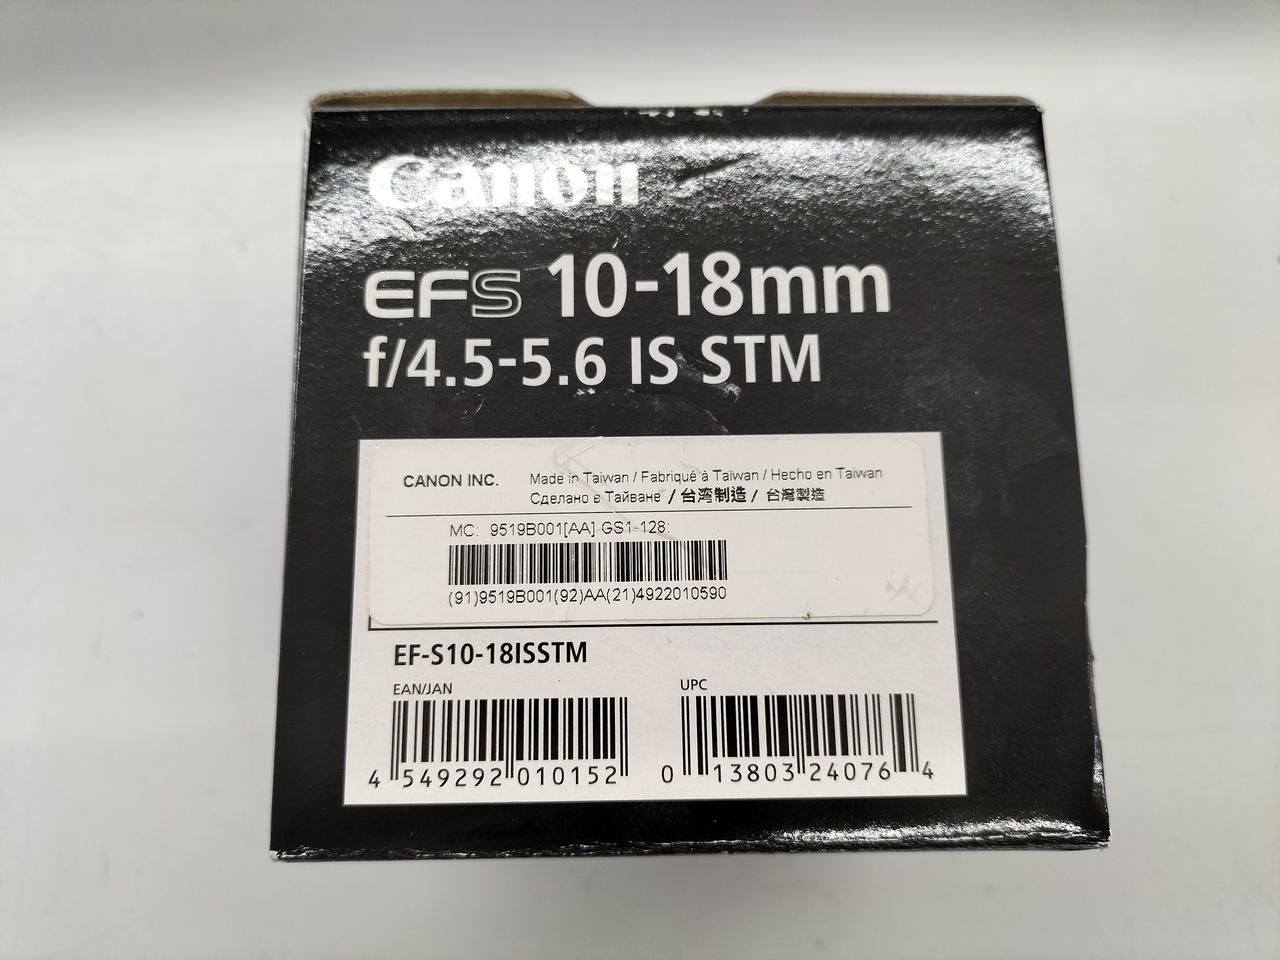 Canon
EFS 10-18mm
f/4.5-5.6 IS STM
CANON INC. Made in Taiwan / Fabriqué à Taïwan / Hecho en Taiwan
Сделано в Тайване / 台湾制造 / 台灣製造
MC: 9519B001[AA] GS1-128:
(91)9519B001(92)AA(21)4922010590
EF-S10-18ISSTM
EAN/JAN UPC
4 549292 010152 0 13803 24076 4